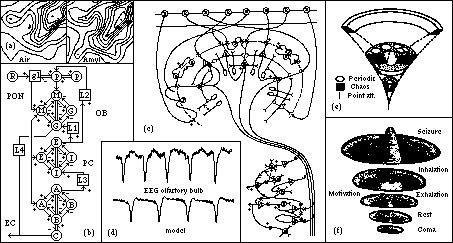 (a)
Air
Amyl
R
P
P
PON
L2
OB
L1
L4
PC
L3
EC
(b)
(c)
EEG olfactory bulb
model
(d)
Periodic
Chaos
Point att.
(e)
Seizure
Inhalation
Motivation
Exhalation
Rest
Coma
(f)